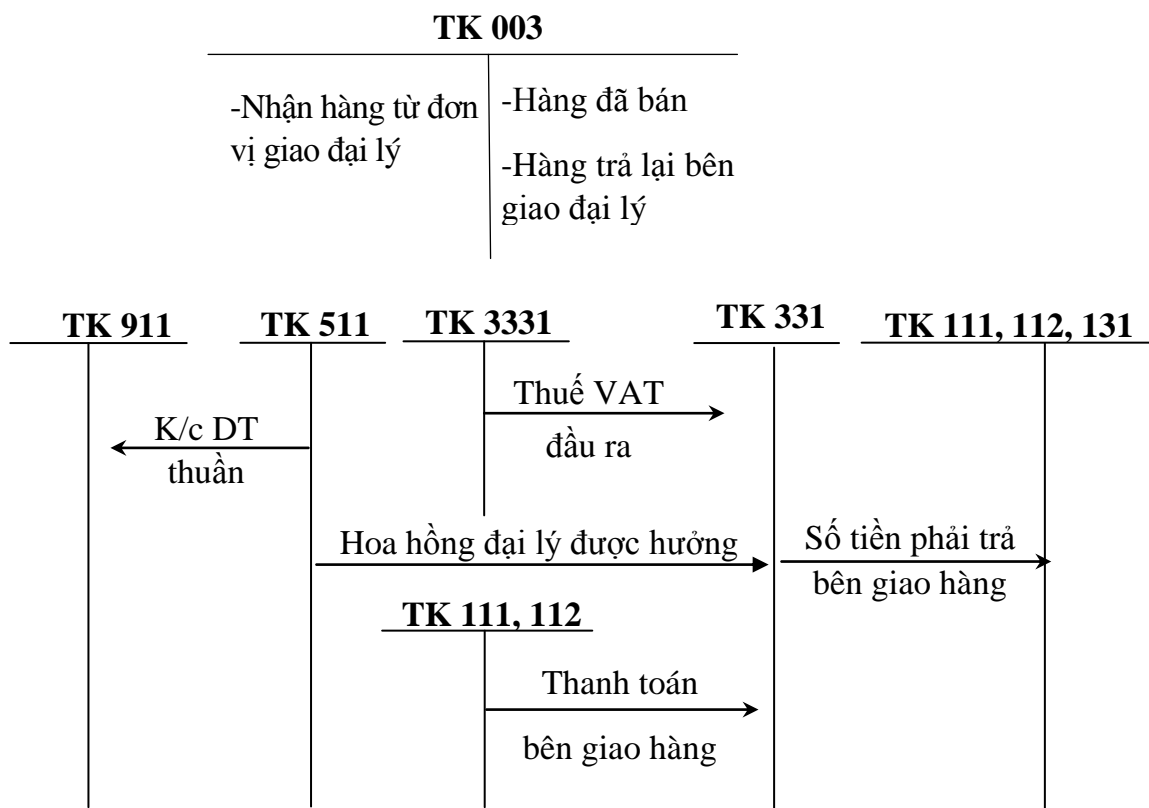 TK 003
-Nhận hàng từ đơn
vị giao đại lý
-Hàng đã bán
-Hàng trả lại bên
giao đại lý
TK 911
TK 511
TK 3331
TK 331
TK 111, 112, 131
Thuế VAT
đầu ra
K/c DT
thuần
Hoa hồng đại lý được hưởng
Số tiền phải trả
bên giao hàng
TK 111, 112
Thanh toán
bên giao hàng